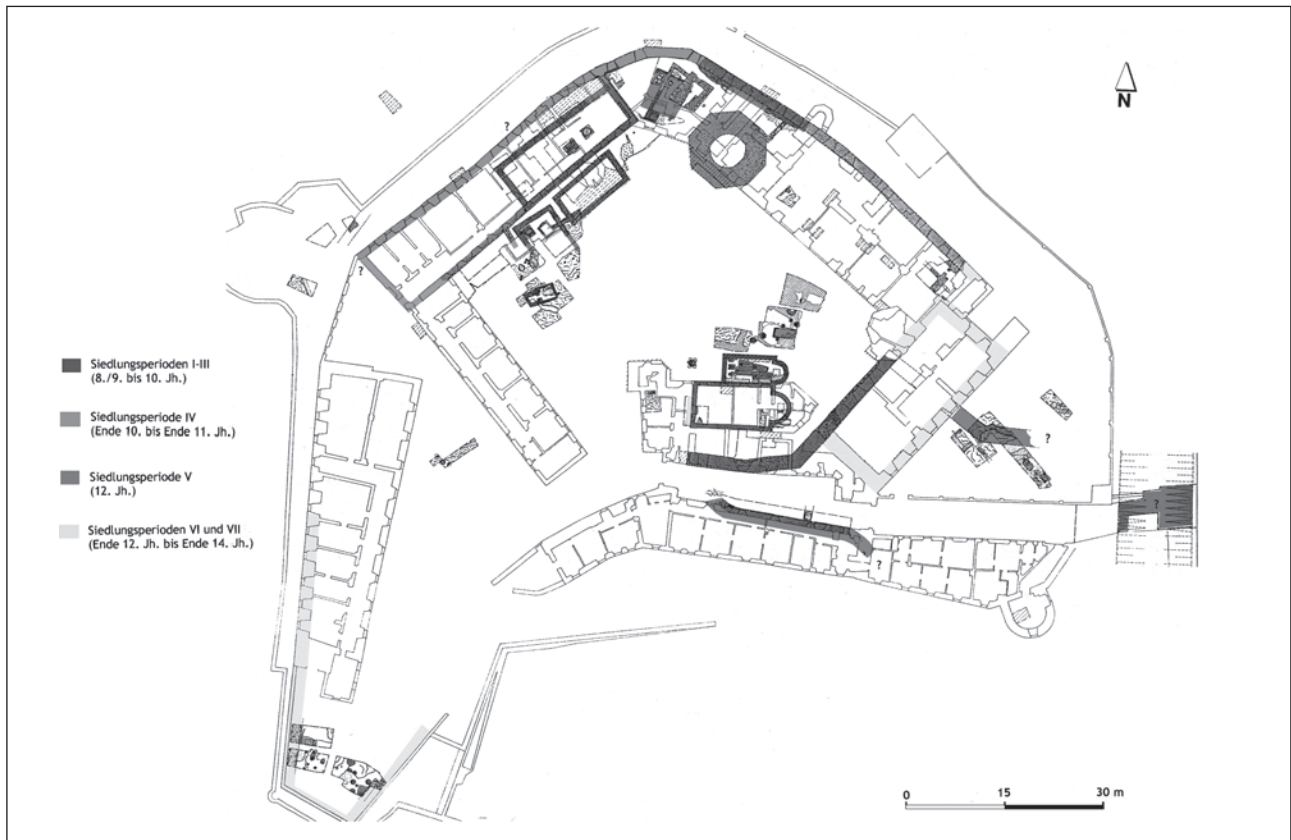 N
?
?
Siedlungsperioden I-III
(8./9. bis 10. Jh.)
Siedlungsperiode IV
(Ende 10. bis Ende 11. Jh.)
Siedlungsperiode V
(12. Jh.)
Siedlungsperioden VI und VII
(Ende 12. Jh. bis Ende 14. Jh.)
?
?
?
0 15 30 m